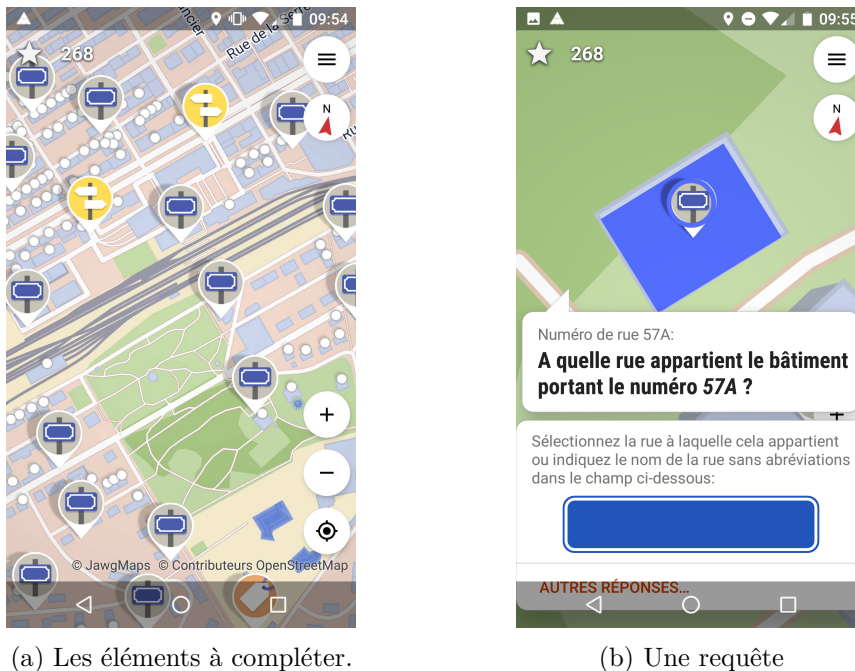 09:54
268
Rue de la Serre
N
+
−
© JawgMaps © Contributeurs OpenStreetMap
(a) Les éléments à compléter.
09:55
268
N
Numéro de rue 57A:
A quelle rue appartient le bâtiment
portant le numéro 57A ?
Sélectionnez la rue à laquelle cela appartient
ou indiquez le nom de la rue sans abréviations
dans le champ ci-dessous:
AUTRES RÉPONSES…
(b) Une requête